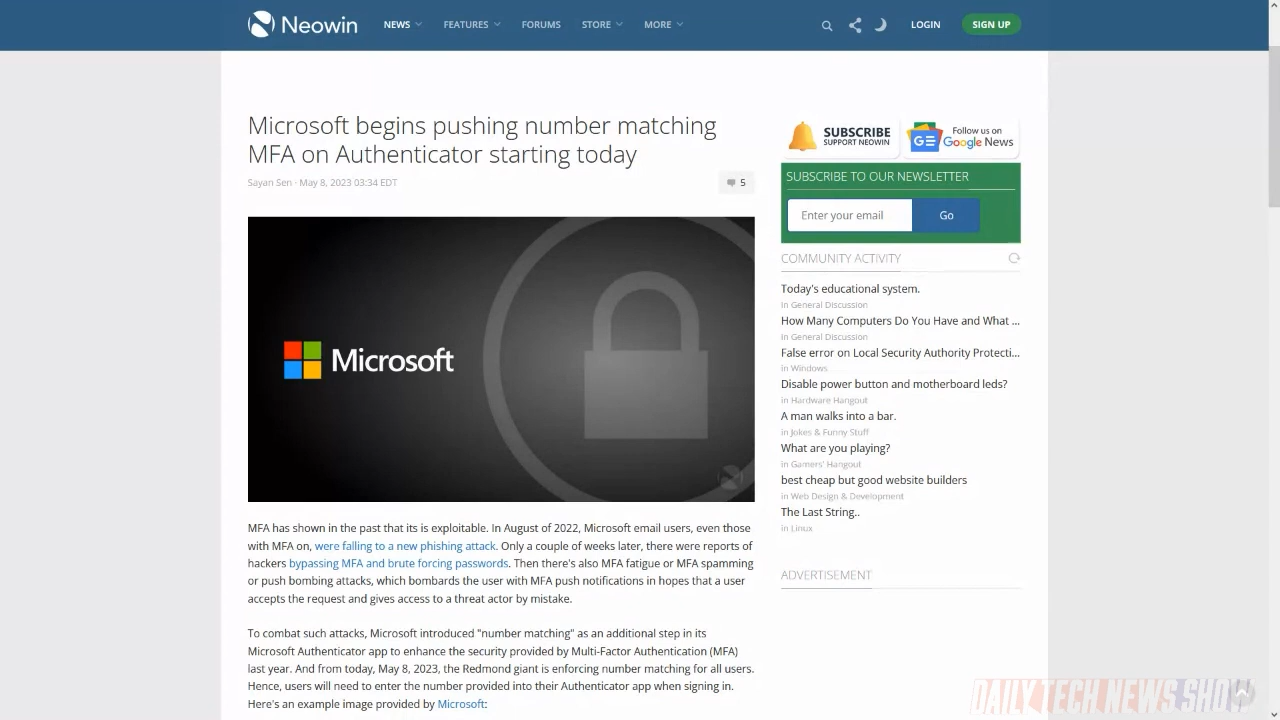 Neowin
NEWS
FEATURES
FORUMS
STORE
MORE
LOGIN
SIGN UP
Microsoft begins pushing number matching
MFA on Authenticator starting today
Sayan Sen · May 8, 2023 03:34 EDT
5
Microsoft
MFA has shown in the past that its is exploitable. In August of 2022, Microsoft email users, even those
with MFA on, were falling to a new phishing attack. Only a couple of weeks later, there were reports of
hackers bypassing MFA and brute forcing passwords. Then there's also MFA fatigue or MFA spamming
or push bombing attacks, which bombards the user with MFA push notifications in hopes that a user
accepts the request and gives access to a threat actor by mistake.
To combat such attacks, Microsoft introduced "number matching" as an additional step in its
Microsoft Authenticator app to enhance the security provided by Multi-Factor Authentication (MFA)
last year. And from today, May 8, 2023, the Redmond giant is enforcing number matching for all users.
Hence, users will need to enter the number provided into their Authenticator app when signing in.
Here's an example image provided by Microsoft:
SUBSCRIBE
SUPPORT NEOWIN
Follow us on
Google News
SUBSCRIBE TO OUR NEWSLETTER
Enter your email
Go
COMMUNITY ACTIVITY
Today's educational system.
in General Discussion
How Many Computers Do You Have and What ...
in General Discussion
False error on Local Security Authority Protecti...
in Windows
Disable power button and motherboard leds?
in Hardware Hangout
A man walks into a bar.
in Jokes & Funny Stuff
What are you playing?
in Gamers' Hangout
best cheap but good website builders
in Web Design & Development
The Last String..
in Linux
ADVERTISEMENT
DAILY TECH NEWS SHOW